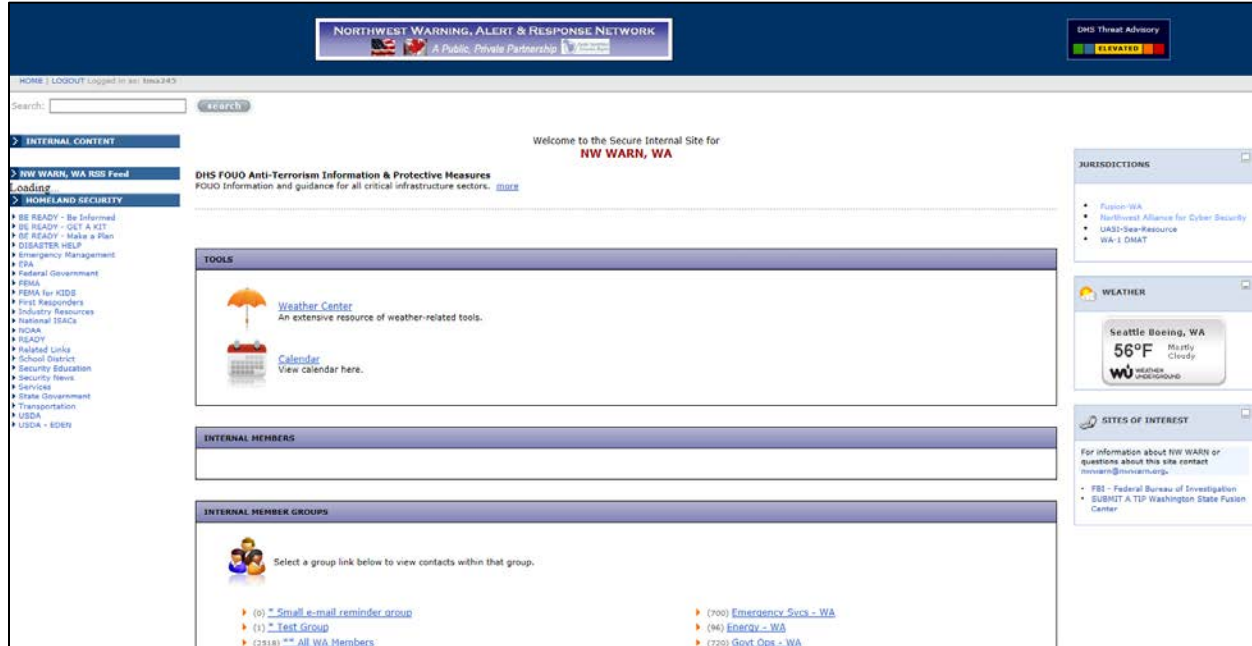 NORTHWEST WARNING, ALERT & RESPONSE NETWORK
A Public, Private Partnership
DHS Threat Advisory
ELEVATED
HOME | LOGOUT Logged in as:
Search:
search
INTERNAL CONTENT
NW WARN, WA RSS Feed
Loading...
HOMELAND SECURITY
BE READY - Be Informed
BE READY - GET A KIT
BE READY - Make a Plan
DISASTER HELP
Emergency Management
EPA
Federal Government
FEMA
FEMA for KIDS
First Responders
Industry Resources
National ISACs
NOAA
READY
Related Links
School District
Security Education
Security News
Services
State Government
Transportation
USDA
USDA - EDEN
Welcome to the Secure Internal Site for
NW WARN, WA
DHS FOUO Anti-Terrorism Information & Protective Measures
FOUO Information and guidance for all critical infrastructure sectors. more
TOOLS
Weather Center
An extensive resource of weather-related tools.
Calendar
View calendar here.
INTERNAL MEMBERS
INTERNAL MEMBER GROUPS
Select a group link below to view contacts within that group.
(0) * Small e-mail reminder group
(1) * Test Group
(2518) ** All WA Members
(700) Emergency Svcs - WA
(96) Energy - WA
(720) Govt Ops - WA
JURISDICTIONS
Fusion-WA
Northwest Alliance for Cyber Security
UASI-Sea-Resource
WA-1 DMAT
WEATHER
Seattle Boeing, WA
56°F Mostly
Cloudy
WU WEATHER
UNDERGROUND
SITES OF INTEREST
For information about NW WARN or
questions about this site contact
nwwarn@nwwarn.org.
FBI - Federal Bureau of Investigation
SUBMIT A TIP Washington State Fusion
Center